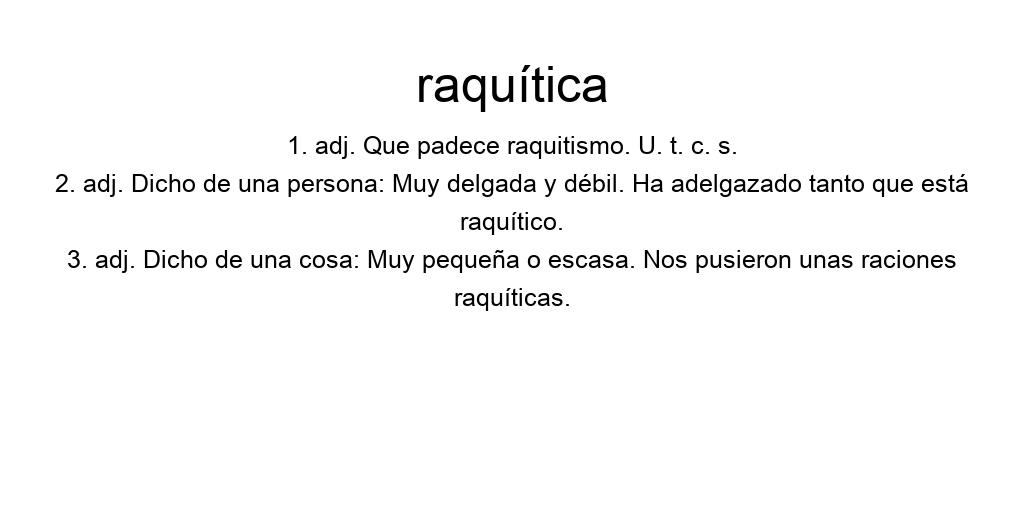 raquítica
1. adj. Que padece raquitismo. U. t. c. s.
2. adj. Dicho de una persona: Muy delgada y débil. Ha adelgazado tanto que está
raquítico.
3. adj. Dicho de una cosa: Muy pequeña o escasa. Nos pusieron unas raciones
raquíticas.